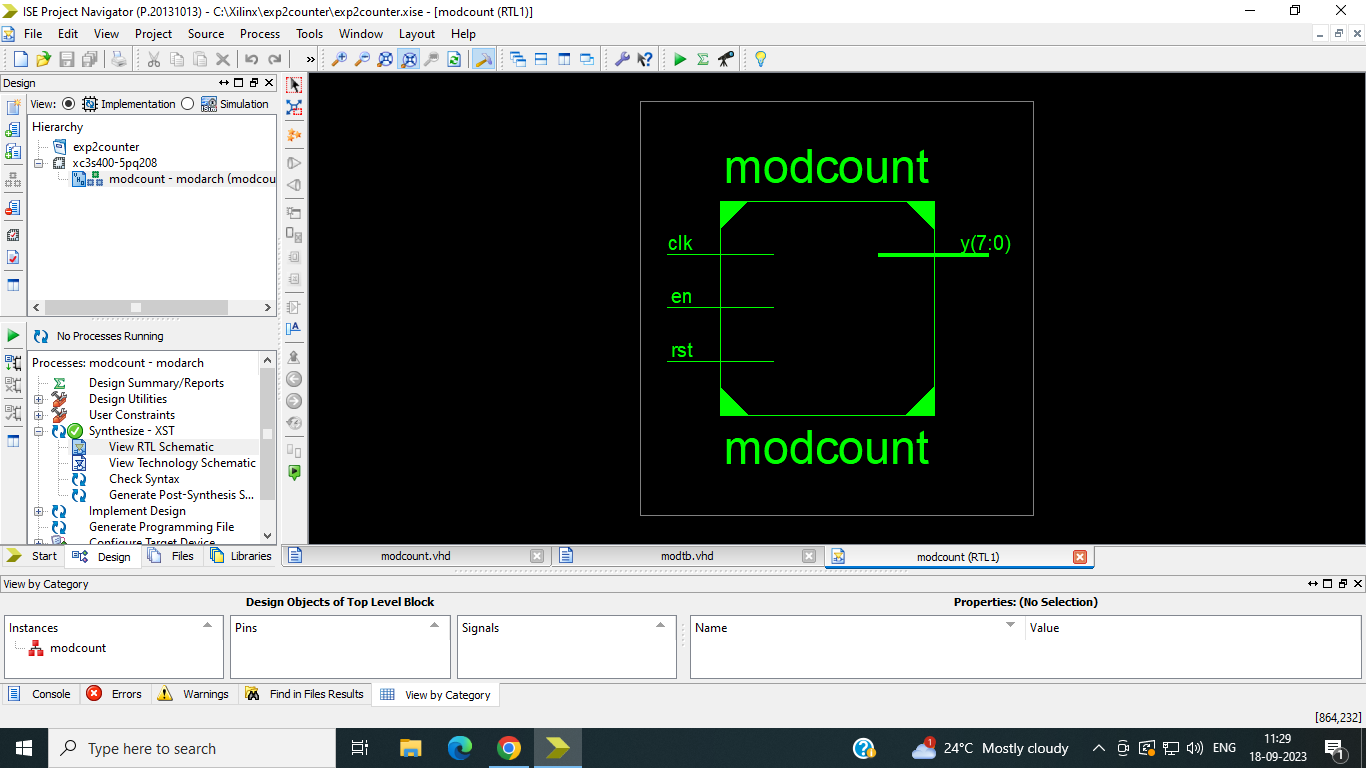 ISE Project Navigator (P.20131013) - C:\Xilinx\exp2counter\exp2counter.xise - [modcount (RTL1)]
File Edit View Project Source Process Tools Window Layout Help
»
Design
View: Implementation Simulation
Hierarchy
exp2counter
xc3s400-5pq208
modcount - modarch (modcou
No Processes Running
Processes: modcount - modarch
Design Summary/Reports
Design Utilities
User Constraints
Synthesize - XST
View RTL Schematic
View Technology Schematic
Check Syntax
Generate Post-Synthesis S...
Implement Design
Generate Programming File
Configure Target Device
Start Design Files Libraries
modcount
clk
y(7:0)
en
rst
modcount
modcount.vhd modtb.vhd modcount (RTL1)
View by Category
Design Objects of Top Level Block Properties: (No Selection)
Instances Pins Signals Name Value
modcount
Console Errors Warnings Find in Files Results View by Category
[864,232]
Type here to search
1
24°C Mostly cloudy
ENG
11:29
18-09-2023
1